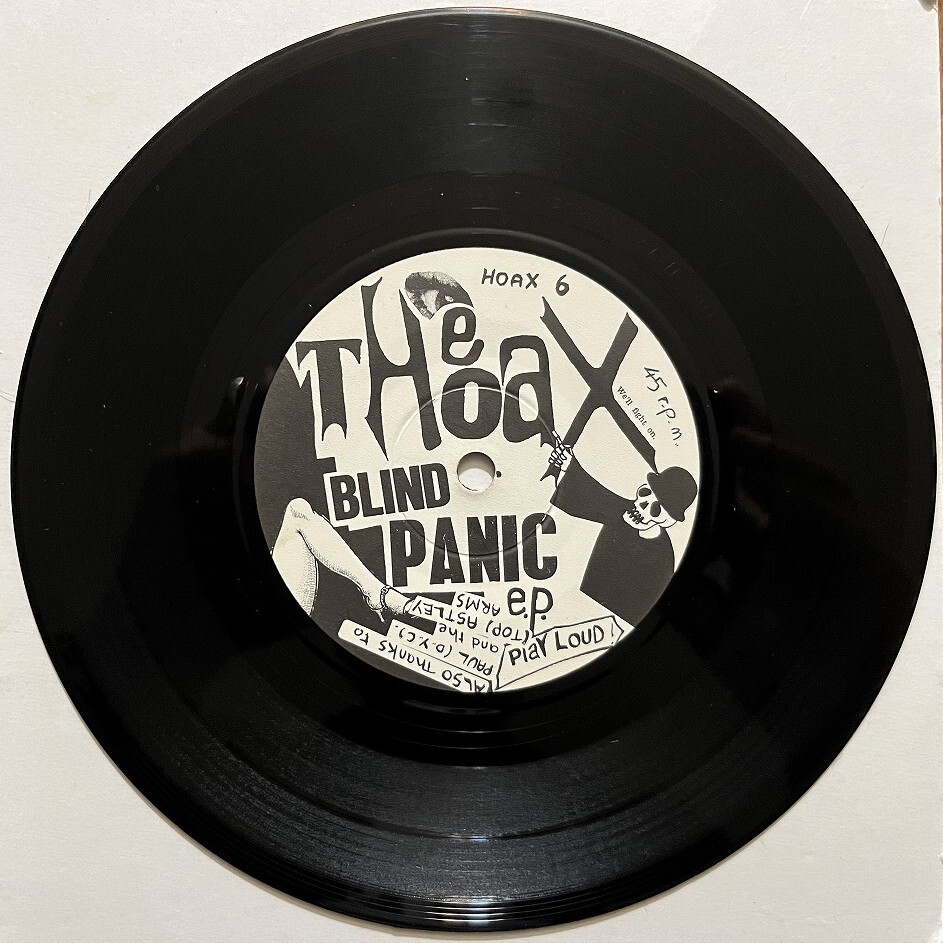 HOAX 6
THe
HoaX
45 r.p.m.
We'll fight on.
BLIND
PANIC
e.p.
PlaY LOUD!
ALSO Thanks to
PAUL (D.Y.C).
and the
(TOP) ASTLEY
ARMS